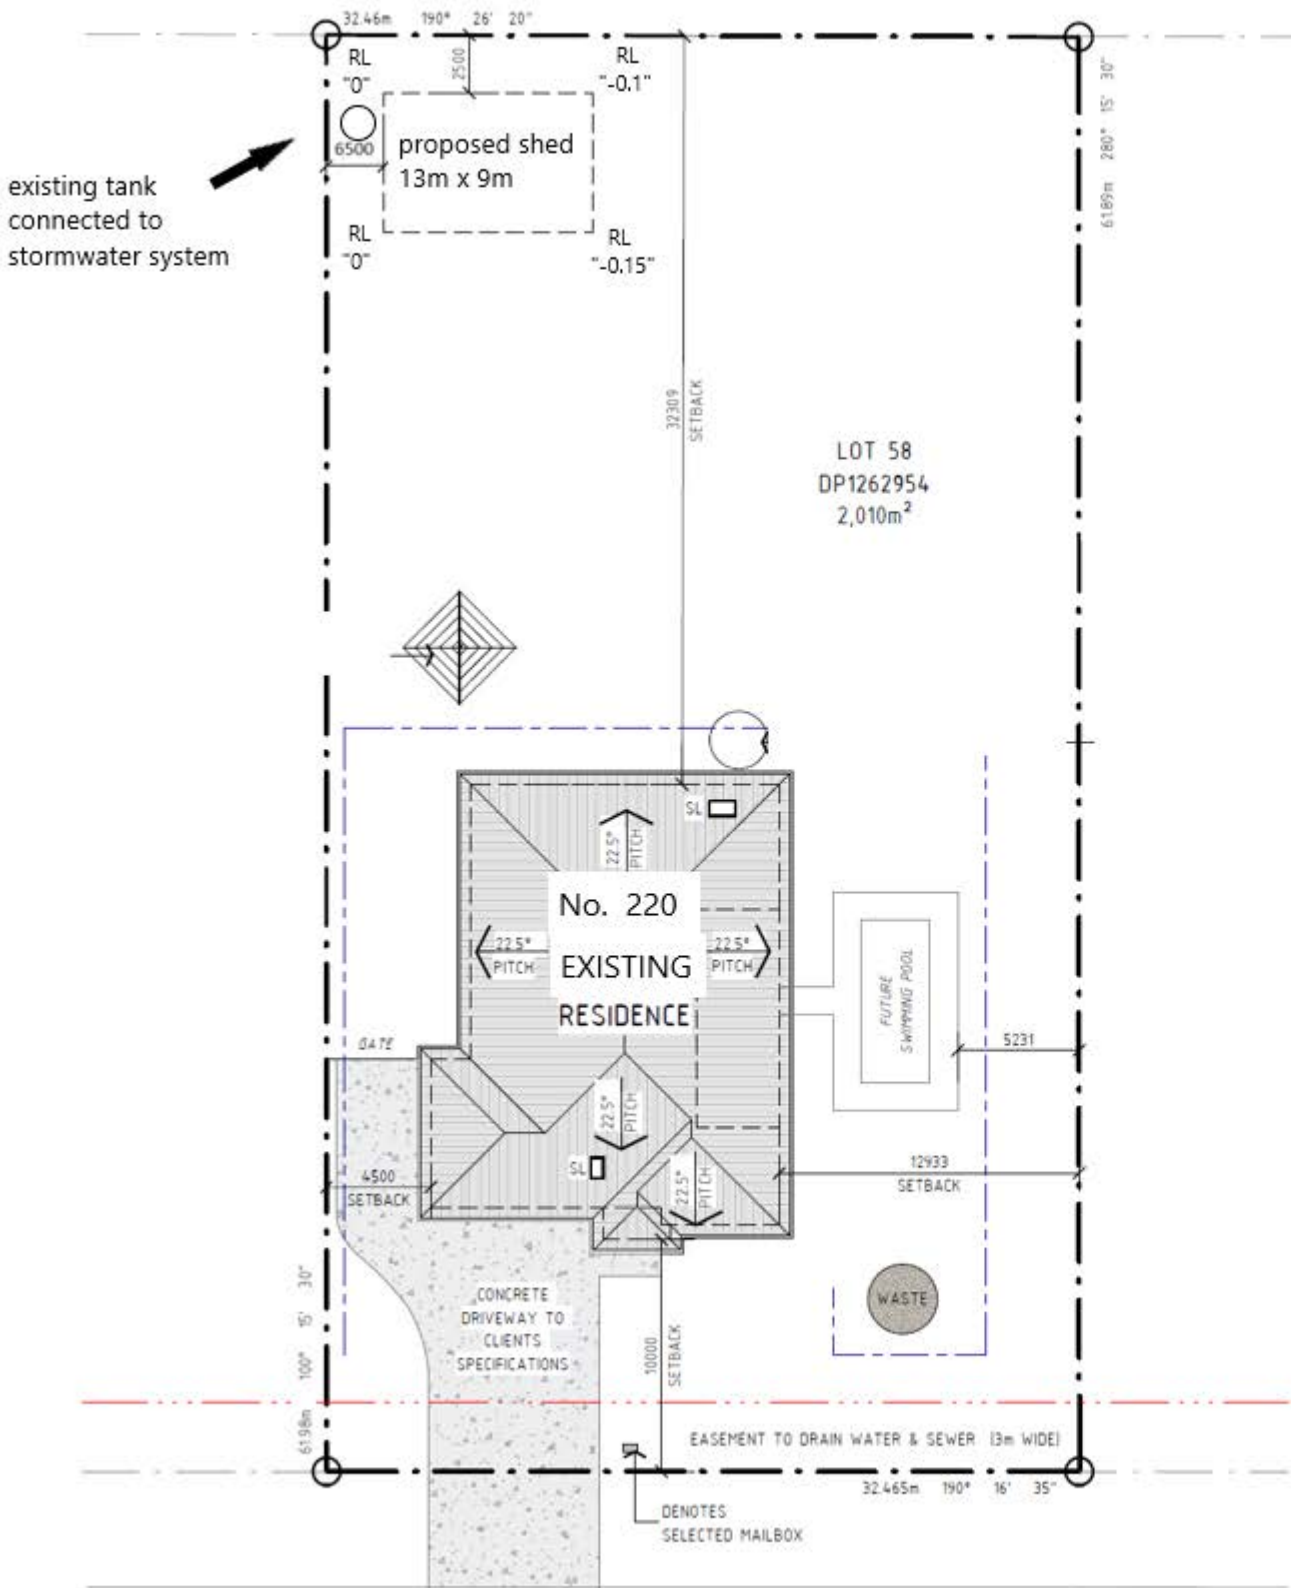 32.46m 190° 26' 20"
RL
"0"
2500
RL
"-0.1"
6500
proposed shed
13m x 9m
existing tank
connected to
stormwater system
RL
"0"
RL
"-0.15"
61.89m 280° 15' 30"
32309
SETBACK
LOT 58
DP1262954
2,010m²
SL
22.5°
PITCH
No. 220
EXISTING
RESIDENCE
22.5°
PITCH
22.5°
PITCH
FUTURE
SWIMMING POOL
GATE
5231
22.5°
PITCH
SL
22.5°
PITCH
4500
SETBACK
12933
SETBACK
WASTE
CONCRETE
DRIVEWAY TO
CLIENTS
SPECIFICATIONS
10000
SETBACK
61.98m 100° 15' 30"
EASEMENT TO DRAIN WATER & SEWER (3m WIDE)
32.465m 190° 16' 35"
DENOTES
SELECTED MAILBOX